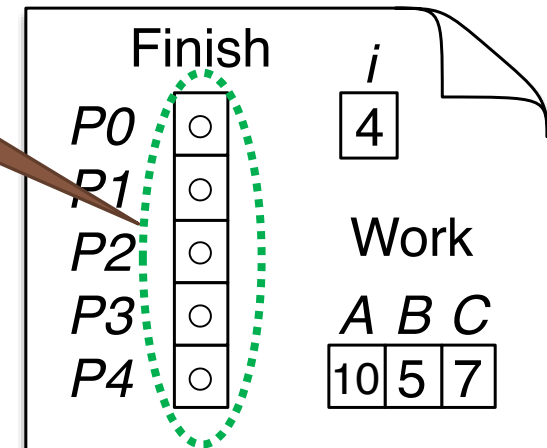 Finish
i
P0 ○ 4
P1 ○
P2 ○
Work
P3 ○
A B C
P4 ○ 10 5 7